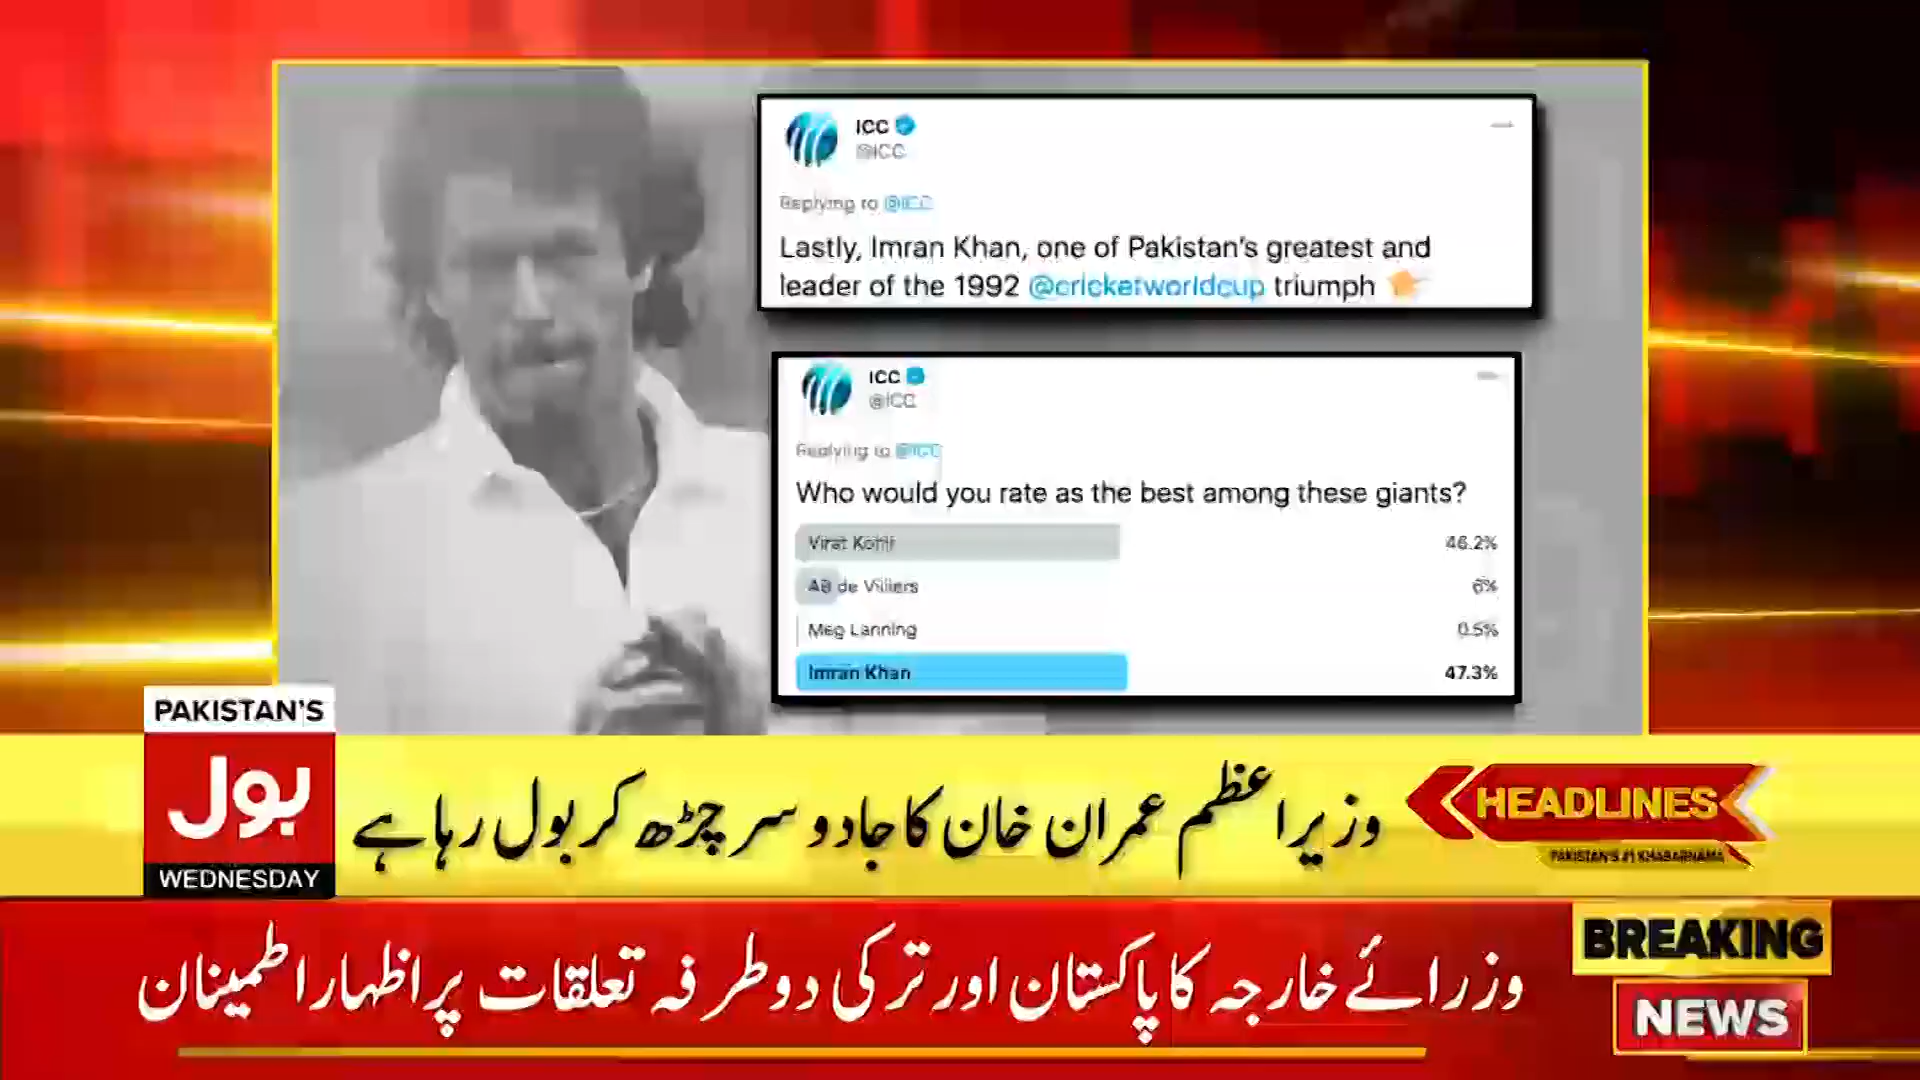 ICC
@ICC
Replying to @ICC
Lastly, Imran Khan, one of Pakistan's greatest and
leader of the 1992 @cricketworldcup triumph
ICC
@ICC
Replying to @ICC
Who would you rate as the best among these giants?
Virat Kohli 46.2%
AB de Villiers 6%
Meg Lanning 0.5%
Imran Khan 47.3%
PAKISTAN'S
بول
WEDNESDAY
وزیراعظم عمران خان کا جادو سر چڑھ کر بول رہا ہے
HEADLINES
PAKISTAN'S #1 KHABARNAMA
وزرائے خارجہ کا پاکستان اور ترکی دو طرفہ تعلقات پر اظہار اطمینان
BREAKING
NEWS